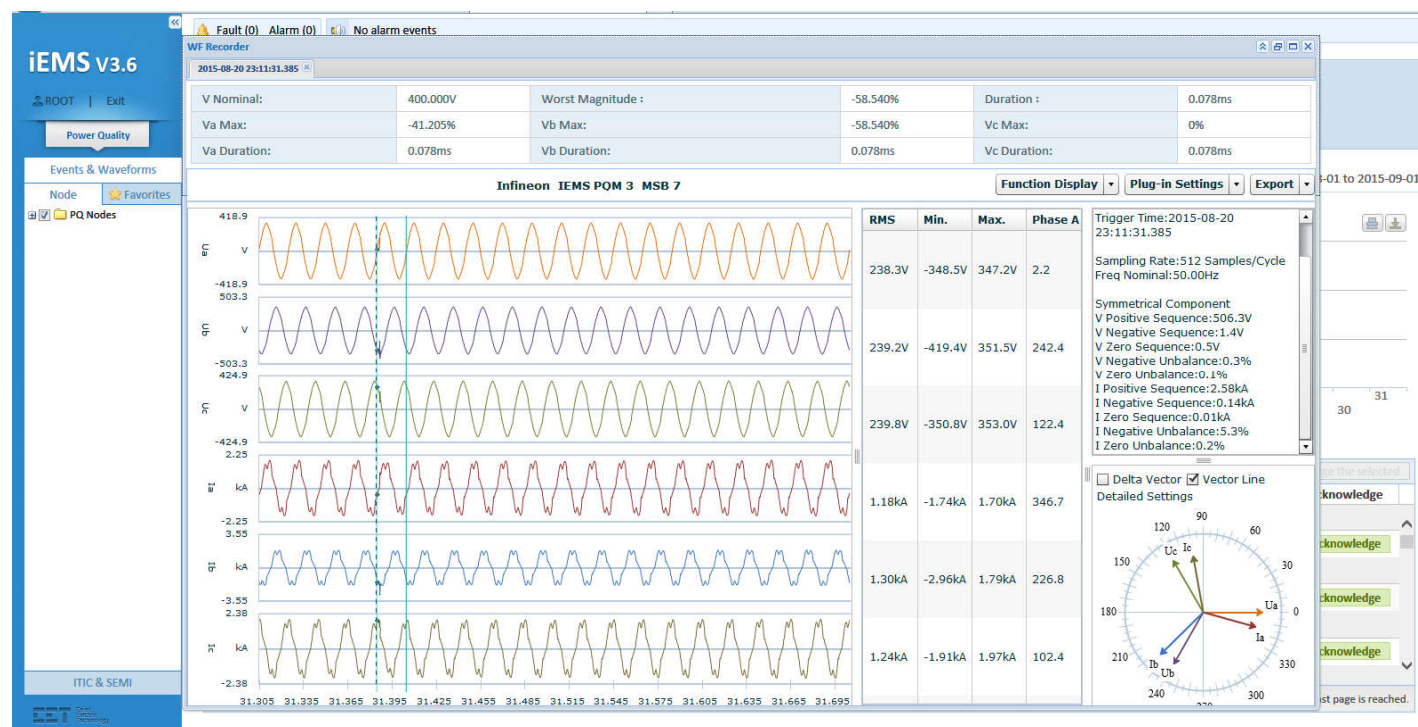 Fault (0) Alarm (0) No alarm events
iEMS V3.6
ROOT | Exit
Power Quality
Events & Waveforms
Node Favorites
PQ Nodes
ITIC & SEMI
CET
WF Recorder
2015-08-20 23:11:31.385
V Nominal: 400.000V Worst Magnitude : -58.540% Duration : 0.078ms
Va Max: -41.205% Vb Max: -58.540% Vc Max: 0%
Va Duration: 0.078ms Vb Duration: 0.078ms Vc Duration: 0.078ms
Infineon IEMS PQM 3 MSB 7
Function Display Plug-in Settings Export
418.9
Ua V
-418.9
503.3
Ub V
-503.3
424.9
Uc V
-424.9
2.25
Ia kA
-2.25
3.55
Ib kA
-3.55
2.38
Ic kA
-2.38
31.305 31.335 31.365 31.395 31.425 31.455 31.485 31.515 31.545 31.575 31.605 31.635 31.665 31.695
RMS Min. Max. Phase A
238.3V -348.5V 347.2V 2.2
239.2V -419.4V 351.5V 242.4
239.8V -350.8V 353.0V 122.4
1.18kA -1.74kA 1.70kA 346.7
1.30kA -2.96kA 1.79kA 226.8
1.24kA -1.91kA 1.97kA 102.4
Trigger Time:2015-08-20
23:11:31.385
Sampling Rate:512 Samples/Cycle
Freq Nominal:50.00Hz
Symmetrical Component
V Positive Sequence:506.3V
V Negative Sequence:1.4V
V Zero Sequence:0.5V
V Negative Unbalance:0.3%
V Zero Unbalance:0.1%
I Positive Sequence:2.58kA
I Negative Sequence:0.14kA
I Zero Sequence:0.01kA
I Negative Unbalance:5.3%
I Zero Unbalance:0.2%
Delta Vector Vector Line
Detailed Settings
90
120 60
Uc Ic
150 30
180 Ua 0
Ia
210 330
Ib Ub
240 300
270
-01 to 2015-09-01
31
30
the selected
cknowledge
cknowledge
cknowledge
cknowledge
st page is reached.